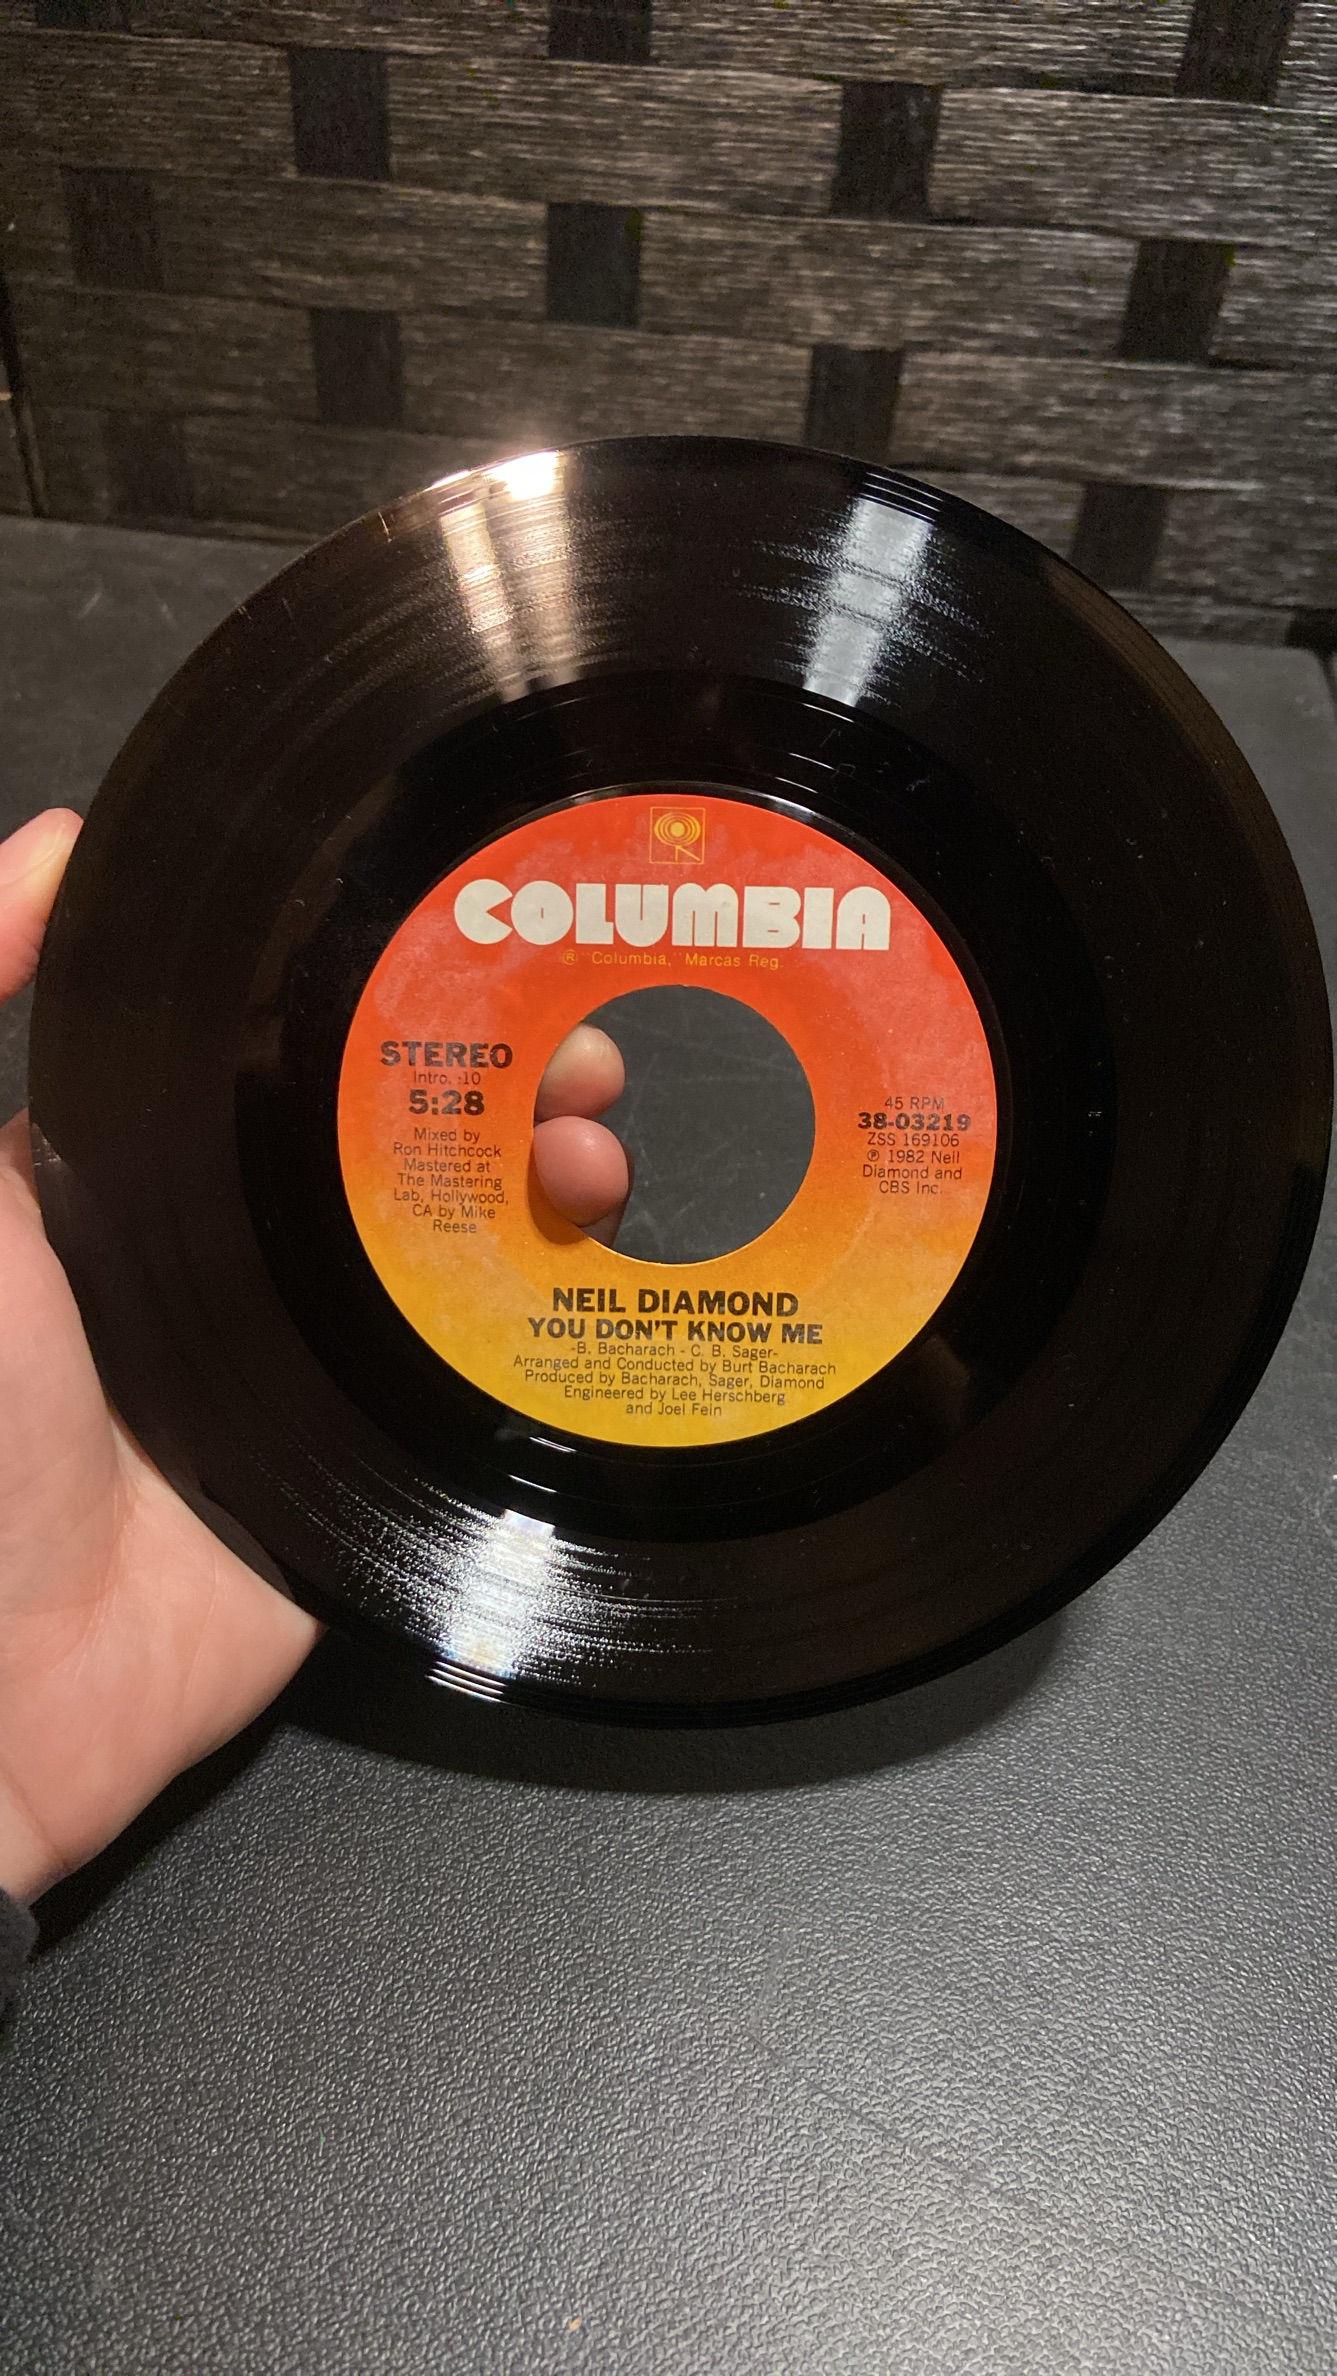 COLUMBIA
® "Columbia," Marcas Reg.
STEREO
Intro. :10
5:28
Mixed by
Ron Hitchcock
Mastered at
The Mastering
Lab, Hollywood,
CA by Mike
Reese
45 RPM
38-03219
ZSS 169106
℗ 1982 Neil
Diamond and
CBS Inc.
NEIL DIAMOND
YOU DON'T KNOW ME
-B. Bacharach - C. B. Sager-
Arranged and Conducted by Burt Bacharach
Produced by Bacharach, Sager, Diamond
Engineered by Lee Herschberg
and Joel Fein